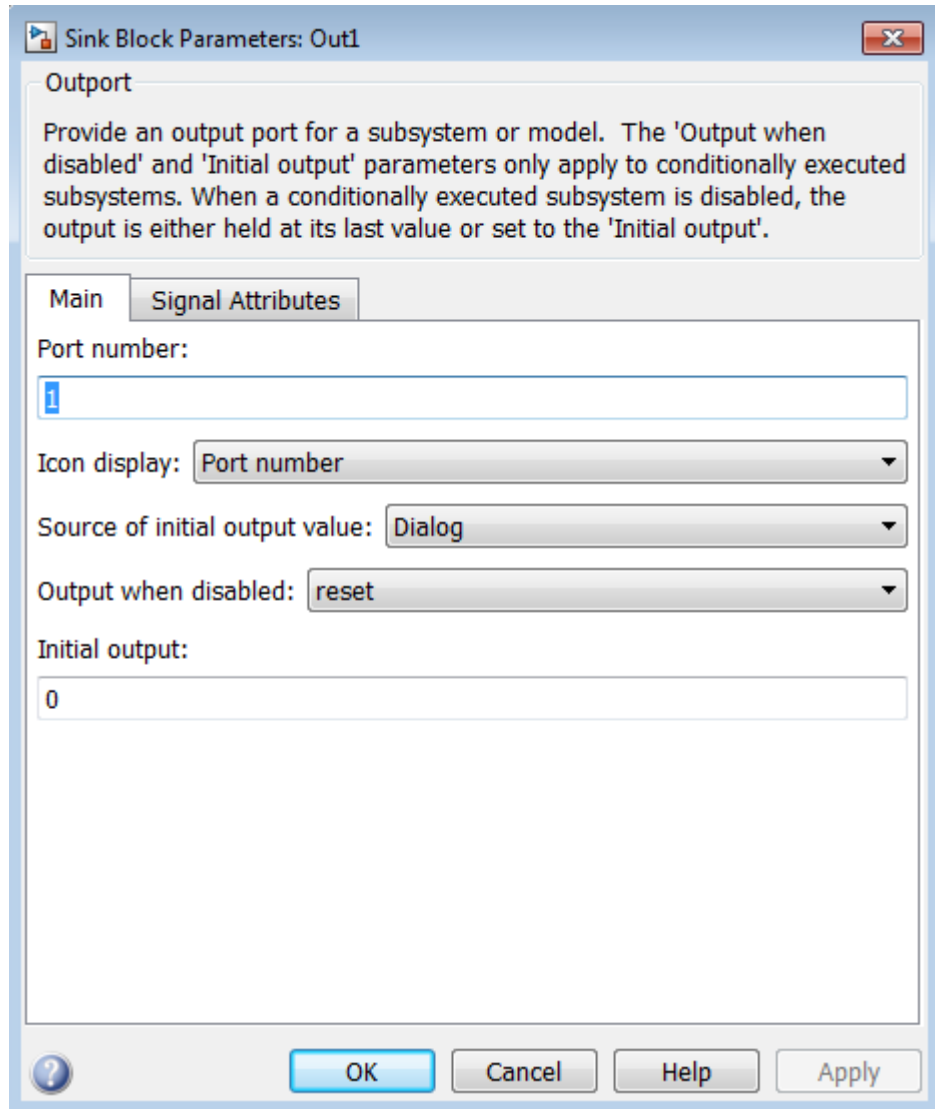 Sink Block Parameters: Out1
Outport
Provide an output port for a subsystem or model.  The 'Output when
disabled' and 'Initial output' parameters only apply to conditionally executed
subsystems. When a conditionally executed subsystem is disabled, the
output is either held at its last value or set to the 'Initial output'.
Main Signal Attributes
Port number:
1
Icon display: Port number
Source of initial output value: Dialog
Output when disabled: reset
Initial output:
0
? OK Cancel Help Apply